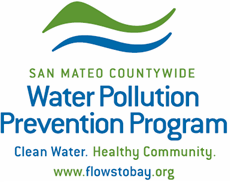 SAN MATEO COUNTYWIDE
Water Pollution
Prevention Program
Clean Water. Healthy Community.
www.flowstobay.org